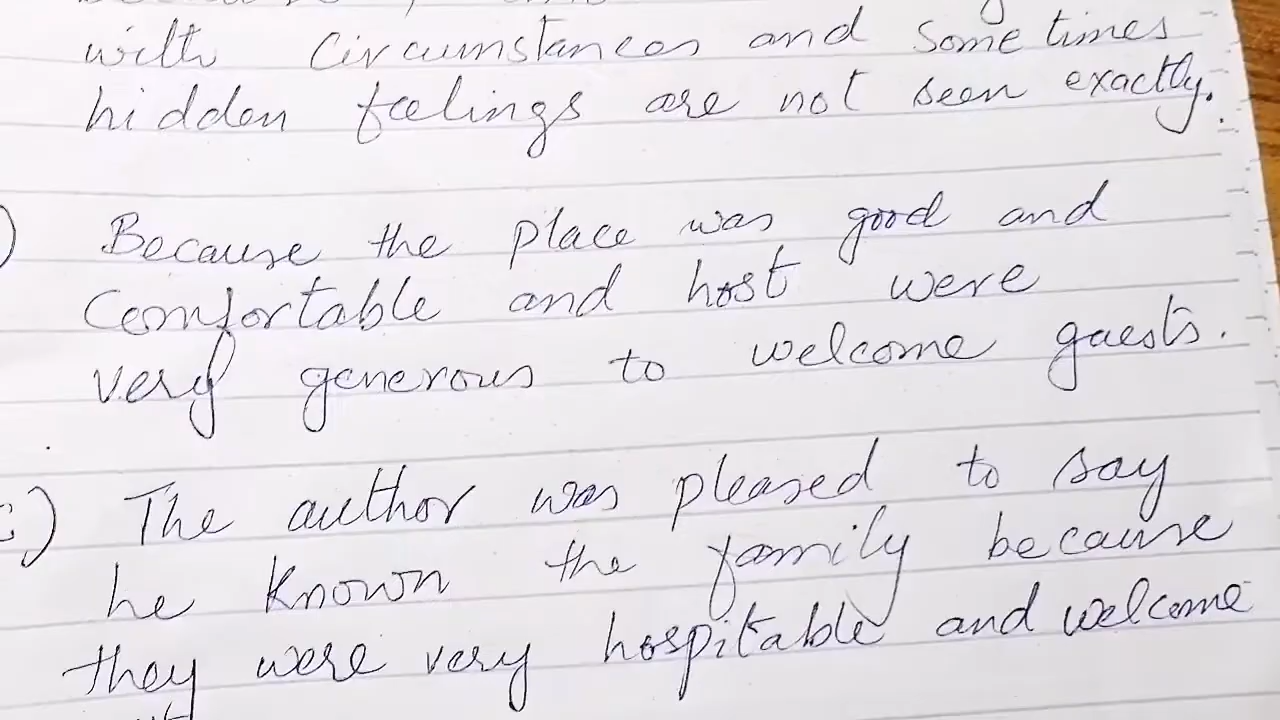 with circumstances and some times
hidden feelings are not seen exactly.
) Because the place was good and
comfortable and host were
very generous to welcome guests.
) The author was pleased to say
he known the family because
they were very hospitable and welcome